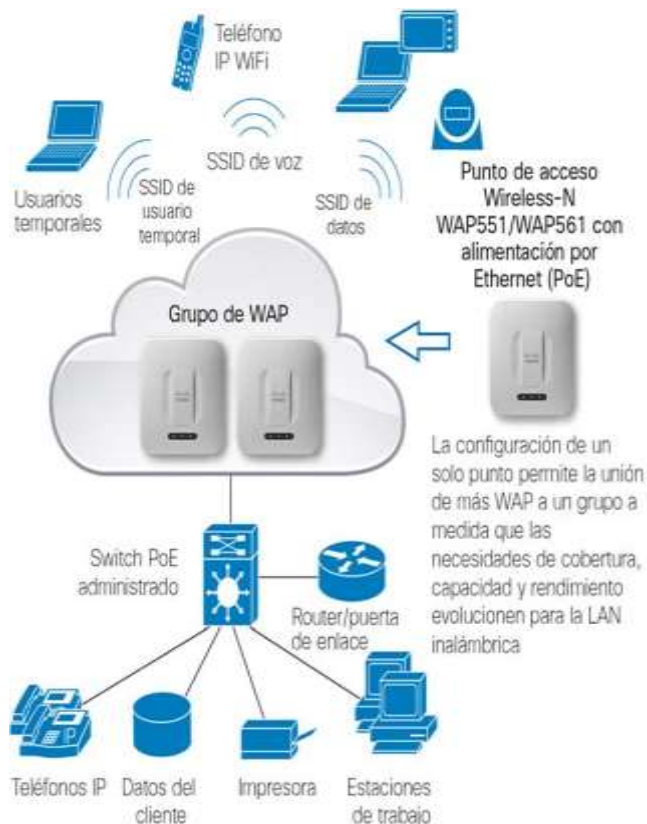 Teléfono
IP WiFi
SSID de voz
Usuarios
temporales
SSID de
usuario
temporal
SSID de
datos
Punto de acceso
Wireless-N
WAP551/WAP561 con
alimentación por
Ethernet (PoE)
Grupo de WAP
La configuración de un
solo punto permite la unión
de más WAP a un grupo a
medida que las
necesidades de cobertura,
capacidad y rendimiento
evolucionen para la LAN
inalámbrica
Switch PoE
administrado
Router/puerta
de enlace
Teléfonos IP
Datos del
cliente
Impresora
Estaciones
de trabajo